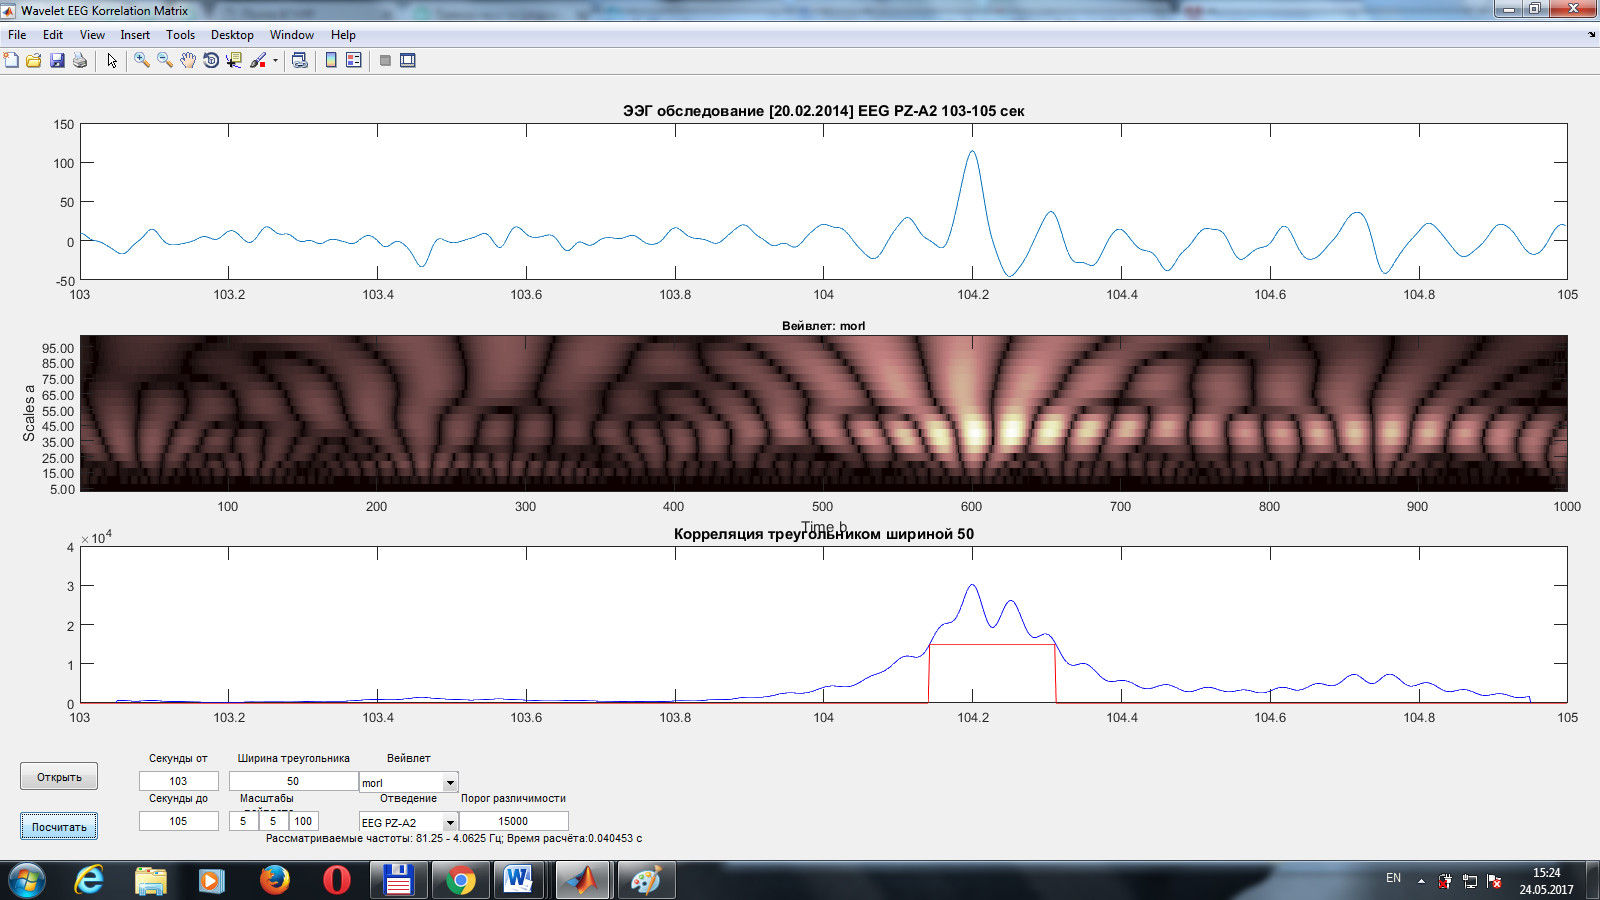 Wavelet EEG Korrelation Matrix
File Edit View Insert Tools Desktop Window Help
ЭЭГ обследование [20.02.2014] EEG PZ-A2 103-105 сек
150
100
50
0
-50
103 103.2 103.4 103.6 103.8 104 104.2 104.4 104.6 104.8 105
Вейвлет: morl
Scales a
95.00
85.00
75.00
65.00
55.00
45.00
35.00
25.00
15.00
5.00
100 200 300 400 500 600 700 800 900 1000
Time b
Корреляция треугольником шириной 50
×10^4
4
3
2
1
0
103 103.2 103.4 103.6 103.8 104 104.2 104.4 104.6 104.8 105
Секунды от Ширина треугольника Вейвлет
Открыть 103 50 morl
Секунды до Масштабы Отведение Порог различимости
Посчитать 105 5 5 100 EEG PZ-A2 15000
Рассматриваемые частоты: 81.25 - 4.0625 Гц; Время расчёта:0.040453 с
EN 15:24
24.05.2017